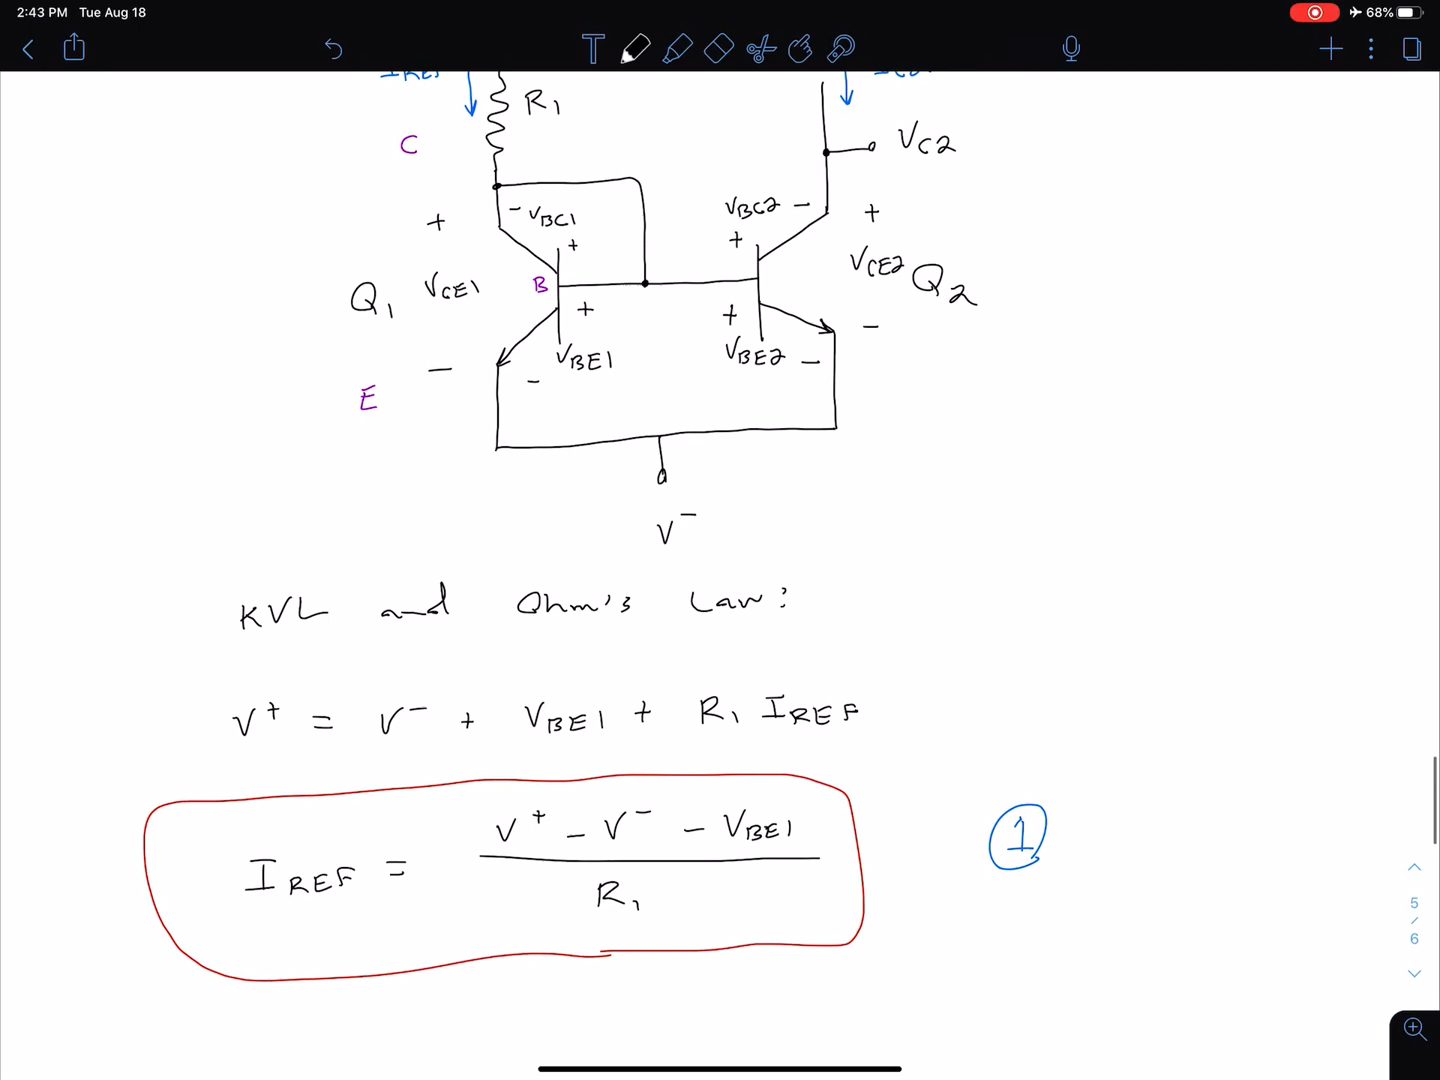 2:43 PM Tue Aug 18
68%
T
R1
C
VC2
- VBC1
VBC2 -
+
+
+
+
Q1
VCE1
B
VCE2
Q2
+
+
VBE1
VBE2 -
-
-
-
E
V-
KVL and Ohm's Law:
V+ = V- + VBE1 + R1 IREF
IREF = V+ - V- - VBE1
R1
1
5
/
6